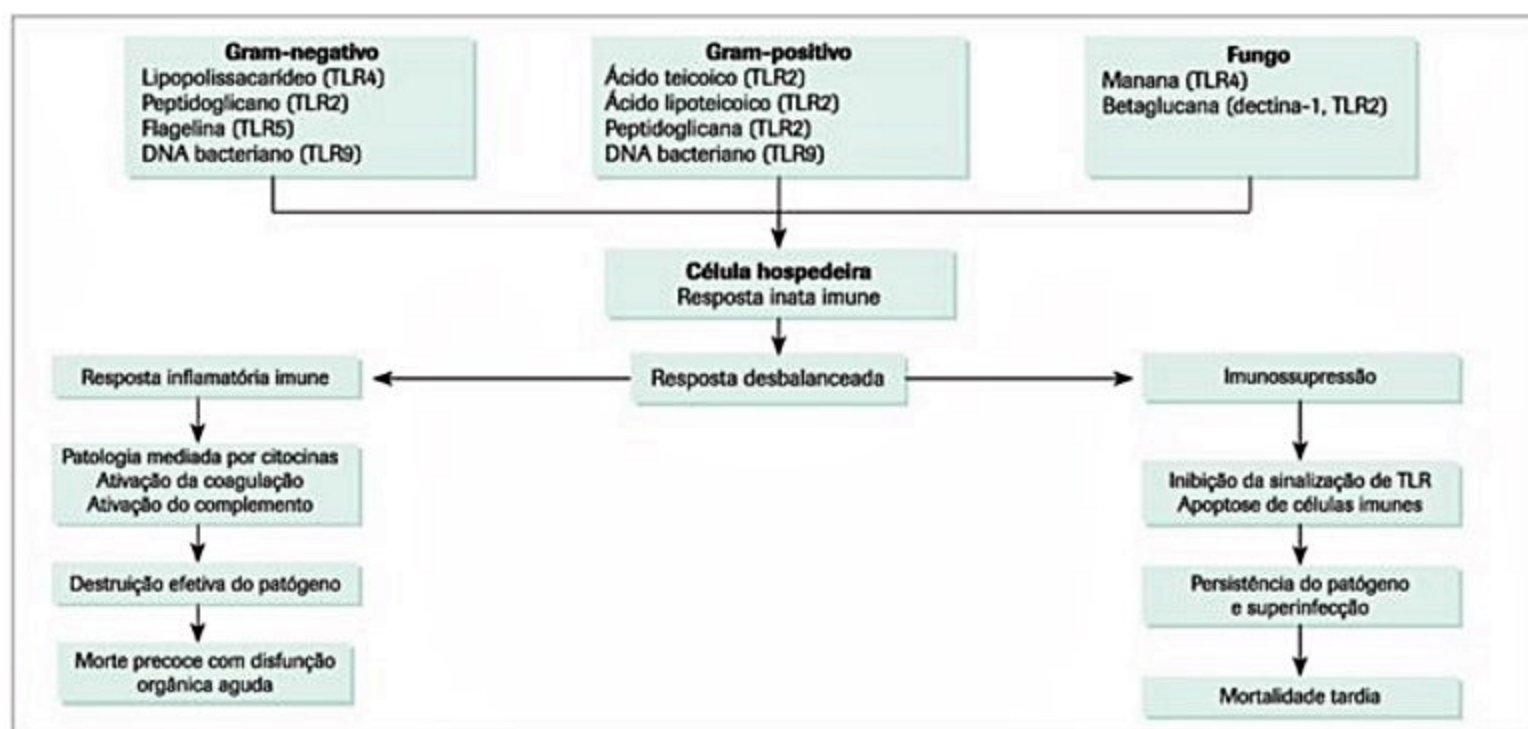 Gram-negativo
Lipopolissacarídeo (TLR4)
Peptidoglicano (TLR2)
Flagelina (TLR5)
DNA bacteriano (TLR9)
Gram-positivo
Ácido teicoico (TLR2)
Ácido lipoteicoico (TLR2)
Peptidoglicana (TLR2)
DNA bacteriano (TLR9)
Fungo
Manana (TLR4)
Betaglucana (dectina-1, TLR2)
Célula hospedeira
Resposta inata imune
Resposta inflamatória imune
Resposta desbalanceada
Imunossupressão
Patologia mediada por citocinas
Ativação da coagulação
Ativação do complemento
Destruição efetiva do patógeno
Morte precoce com disfunção
orgânica aguda
Inibição da sinalização de TLR
Apoptose de células imunes
Persistência do patógeno
e superinfecção
Mortalidade tardia